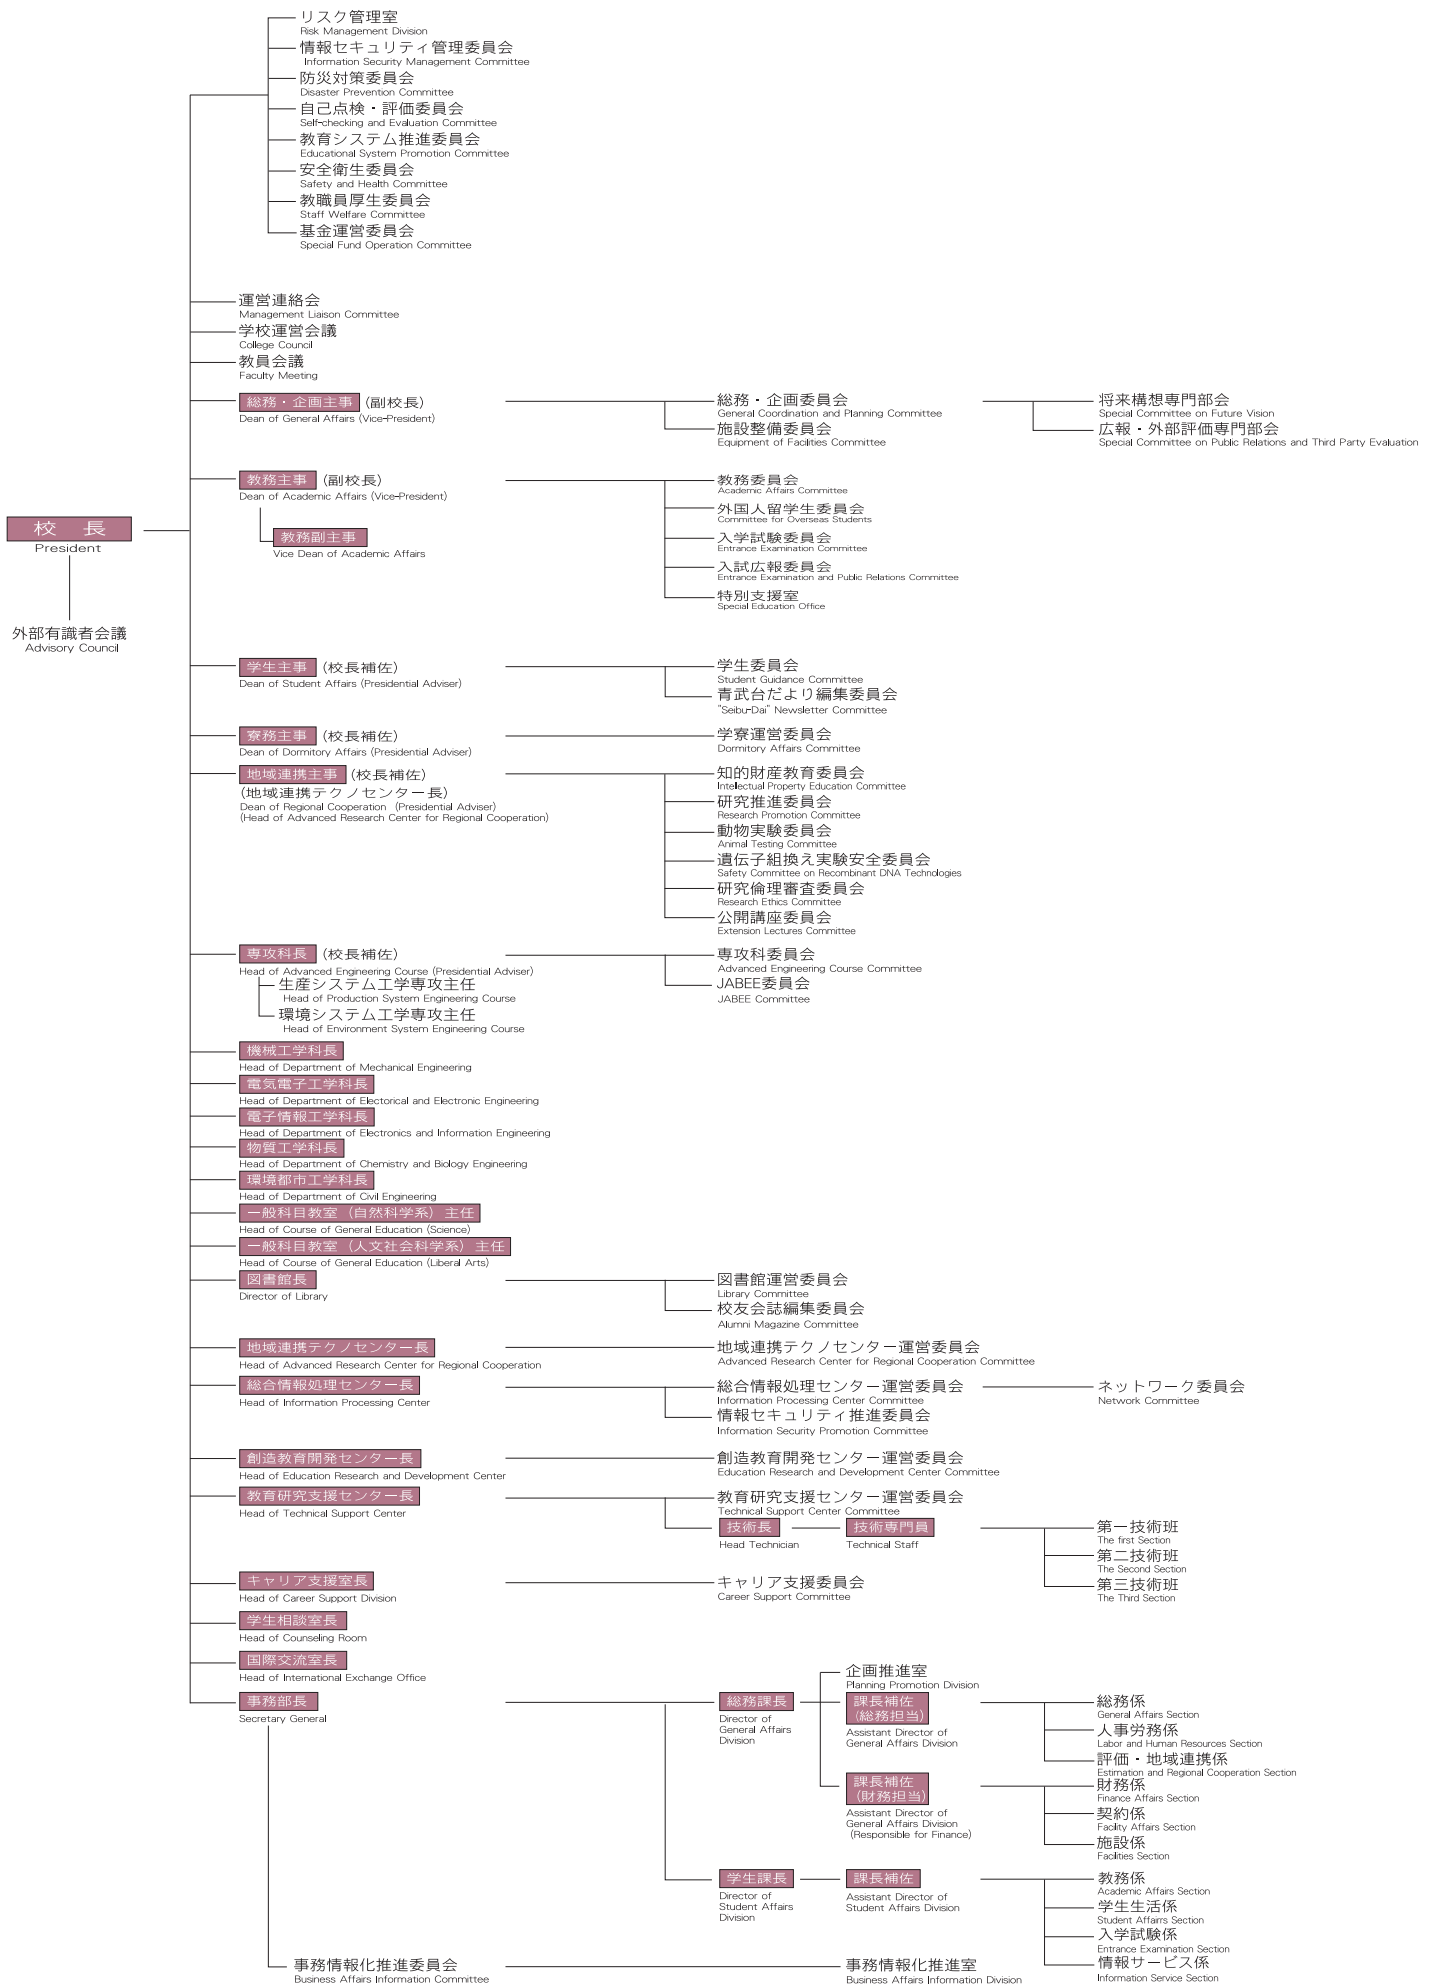 リスク管理室
Risk Management Division
情報セキュリティ管理委員会
Information Security Management Committee
防災対策委員会
Disaster Prevention Committee
自己点検・評価委員会
Self-checking and Evaluation Committee
教育システム推進委員会
Educational System Promotion Committee
安全衛生委員会
Safety and Health Committee
教職員厚生委員会
Staff Welfare Committee
基金運営委員会
Special Fund Operation Committee
運営連絡会
Management Liaison Committee
学校運営会議
College Council
教員会議
Faculty Meeting
総務・企画主事 (副校長)
Dean of General Affairs (Vice-President)
総務・企画委員会
General Coordination and Planning Committee
施設整備委員会
Equipment of Facilities Committee
将来構想専門部会
Special Committee on Future Vision
広報・外部評価専門部会
Special Committee on Public Relations and Third Party Evaluation
教務主事 (副校長)
Dean of Academic Affairs (Vice-President)
教務副主事
Vice Dean of Academic Affairs
教務委員会
Academic Affairs Committee
外国人留学生委員会
Committee for Overseas Students
入学試験委員会
Entrance Examination Committee
入試広報委員会
Entrance Examination and Public Relations Committee
特別支援室
Special Education Office
校 長
President
外部有識者会議
Advisory Council
学生主事 (校長補佐)
Dean of Student Affairs (Presidential Adviser)
学生委員会
Student Guidance Committee
青武台だより編集委員会
"Seibu-Dai" Newsletter Committee
寮務主事 (校長補佐)
Dean of Dormitory Affairs (Presidential Adviser)
学寮運営委員会
Dormitory Affairs Committee
地域連携主事 (校長補佐)
(地域連携テクノセンター長)
Dean of Regional Cooperation (Presidential Adviser)
(Head of Advanced Research Center for Regional Cooperation)
知的財産教育委員会
Intellectual Property Education Committee
研究推進委員会
Research Promotion Committee
動物実験委員会
Animal Testing Committee
遺伝子組換え実験安全委員会
Safety Committee on Recombinant DNA Technologies
研究倫理審査委員会
Research Ethics Committee
公開講座委員会
Extension Lectures Committee
専攻科長 (校長補佐)
Head of Advanced Engineering Course (Presidential Adviser)
生産システム工学専攻主任
Head of Production System Engineering Course
環境システム工学専攻主任
Head of Environment System Engineering Course
専攻科委員会
Advanced Engineering Course Committee
JABEE委員会
JABEE Committee
機械工学科長
Head of Department of Mechanical Engineering
電気電子工学科長
Head of Department of Electorical and Electronic Engineering
電子情報工学科長
Head of Department of Electronics and Information Engineering
物質工学科長
Head of Department of Chemistry and Biology Engineering
環境都市工学科長
Head of Department of Civil Engineering
一般科目教室（自然科学系）主任
Head of Course of General Education (Science)
一般科目教室（人文社会科学系）主任
Head of Course of General Education (Liberal Arts)
図書館長
Director of Library
図書館運営委員会
Library Committee
校友会誌編集委員会
Alumni Magazine Committee
地域連携テクノセンター長
Head of Advanced Research Center for Regional Cooperation
地域連携テクノセンター運営委員会
Advanced Research Center for Regional Cooperation Committee
総合情報処理センター長
Head of Information Processing Center
総合情報処理センター運営委員会
Information Processing Center Committee
情報セキュリティ推進委員会
Information Security Promotion Committee
ネットワーク委員会
Network Committee
創造教育開発センター長
Head of Education Research and Development Center
創造教育開発センター運営委員会
Education Research and Development Center Committee
教育研究支援センター長
Head of Technical Support Center
教育研究支援センター運営委員会
Technical Support Center Committee
技術長
Head Technician
技術専門員
Technical Staff
第一技術班
The first Section
第二技術班
The Second Section
第三技術班
The Third Section
キャリア支援室長
Head of Career Support Division
キャリア支援委員会
Career Support Committee
学生相談室長
Head of Counseling Room
国際交流室長
Head of International Exchange Office
事務部長
Secretary General
総務課長
Director of
General Affairs
Division
企画推進室
Planning Promotion Division
課長補佐
（総務担当）
Assistant Director of
General Affairs Division
総務係
General Affairs Section
人事労務係
Labor and Human Resources Section
評価・地域連携係
Estimation and Regional Cooperation Section
課長補佐
（財務担当）
Assistant Director of
General Affairs Division
(Responsible for Finance)
財務係
Finance Affairs Section
契約係
Facility Affairs Section
施設係
Facilities Section
学生課長
Director of
Student Affairs
Division
課長補佐
Assistant Director of
Student Affairs Division
教務係
Academic Affairs Section
学生生活係
Student Affairrs Section
入学試験係
Entrance Examination Section
情報サービス係
Information Service Section
事務情報化推進委員会
Business Affairs Information Committee
事務情報化推進室
Business Affairs Information Division